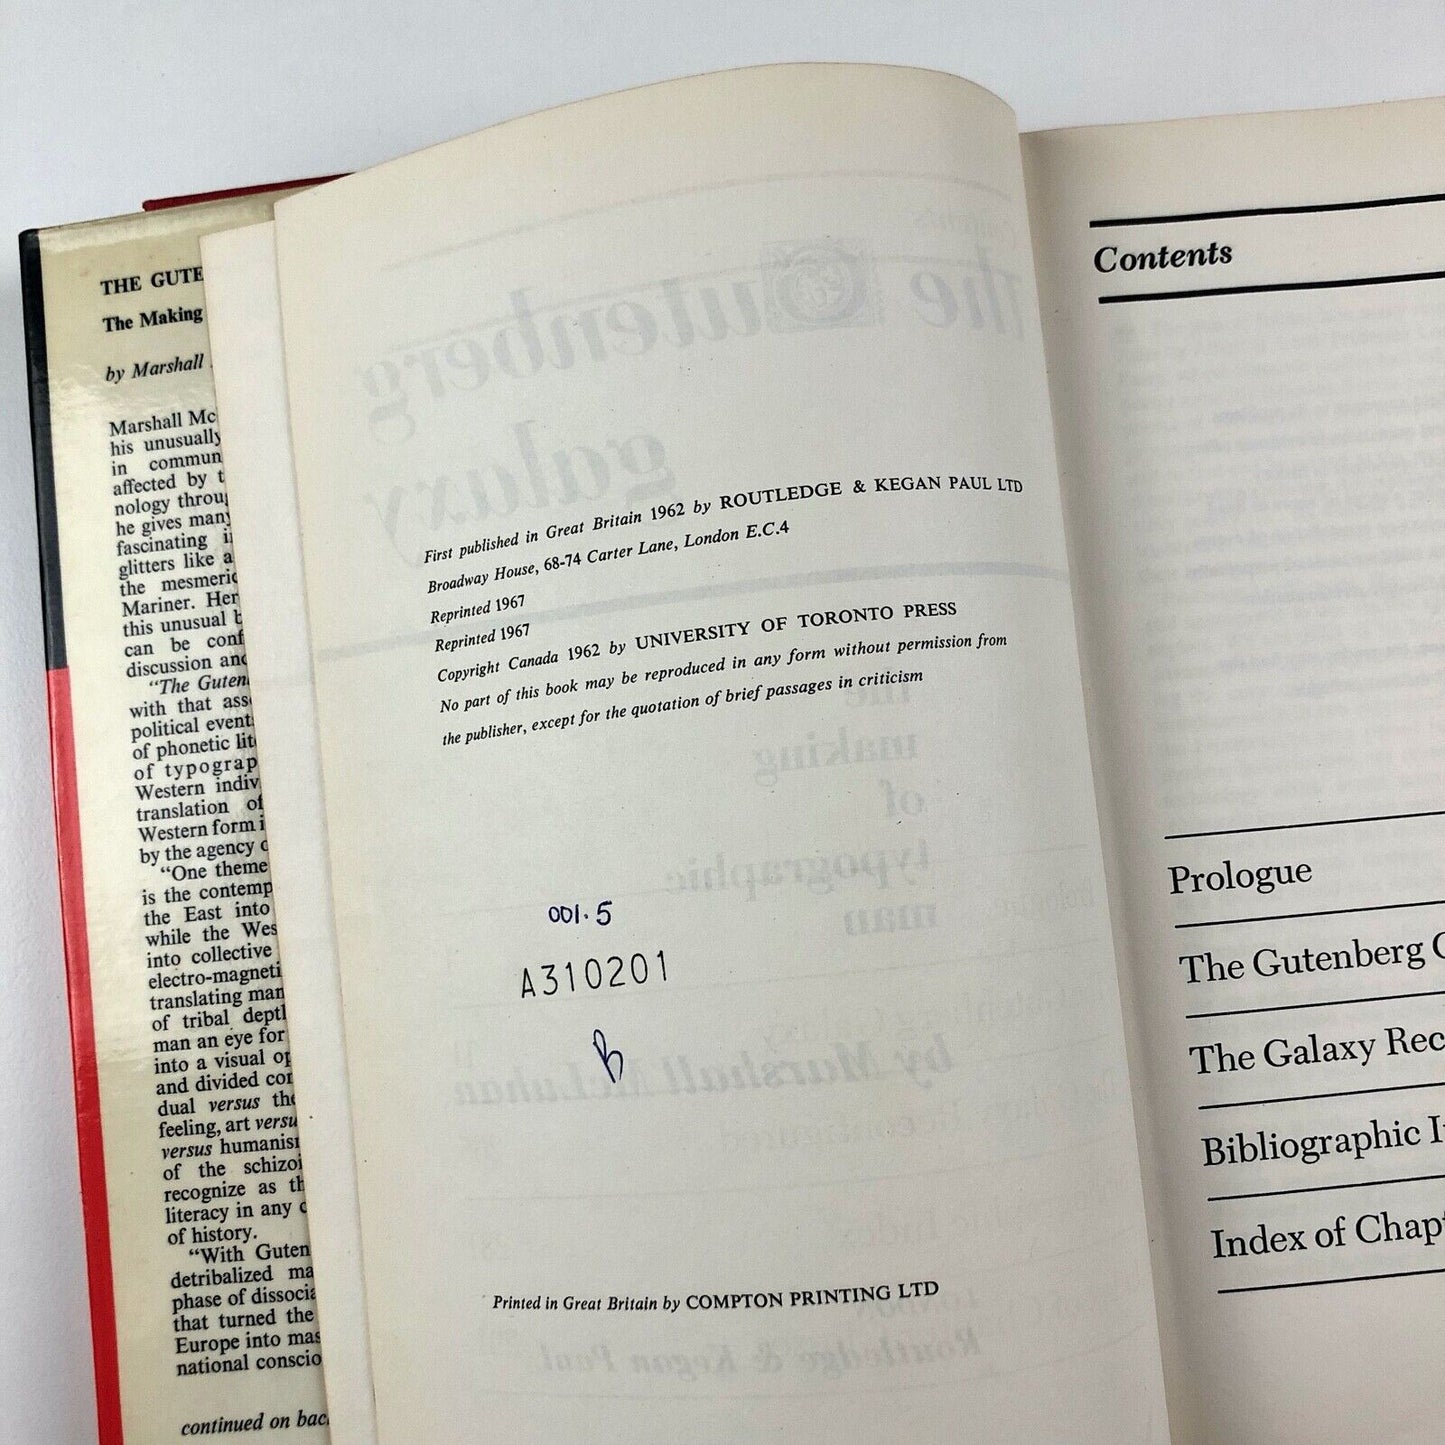 THE GUTE
The Making
by Marshall
Marshall Mc
his unusually
in commun
affected by t
nology throug
he gives many
fascinating i
glitters like a
the mesmeric
Mariner. Her
this unusual b
can be conf
discussion and
“The Guten
with that ass
political event
of phonetic lit
of typograp
Western indiv
translation of
Western form i
by the agency o
“One theme
is the contemp
the East into
while the Wes
into collective
electro-magneti
translating man
of tribal dept
man an eye for
into a visual op
and divided con
dual versus the
feeling, art versu
versus humanis
of the schizoi
recognize as th
literacy in any c
of history.
“With Guten
detribalized ma
phase of dissocia
that turned the
Europe into mas
national conscio
continued on bac
First published in Great Britain 1962 by ROUTLEDGE & KEGAN PAUL LTD
Broadway House, 68-74 Carter Lane, London E.C.4
Reprinted 1967
Reprinted 1967
Copyright Canada 1962 by UNIVERSITY OF TORONTO PRESS
No part of this book may be reproduced in any form without permission from
the publisher, except for the quotation of brief passages in criticism
001.5
A310201
B
Printed in Great Britain by COMPTON PRINTING LTD
Contents
Prologue
The Gutenberg G
The Galaxy Rec
Bibliographic I
Index of Chapt